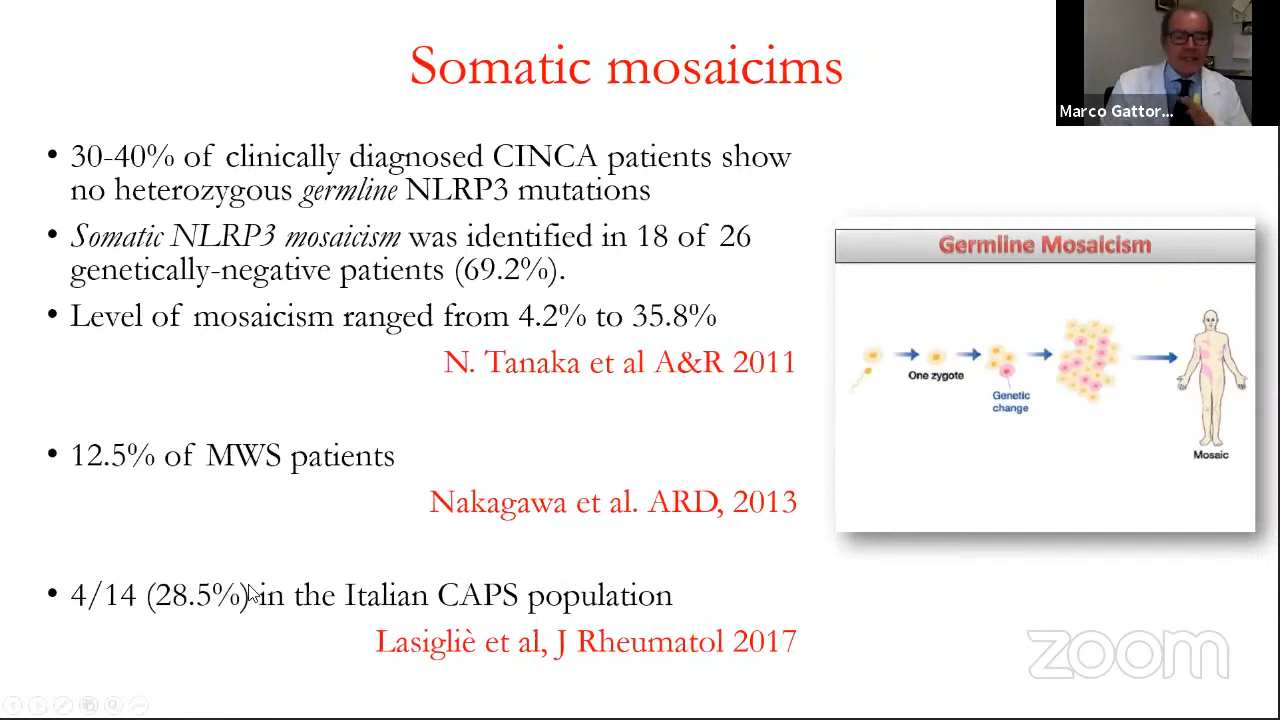 Somatic mosaicims
Marco Gattor...
• 30-40% of clinically diagnosed CINCA patients show
no heterozygous germline NLRP3 mutations
• Somatic NLRP3 mosaicism was identified in 18 of 26
genetically-negative patients (69.2%).
• Level of mosaicism ranged from 4.2% to 35.8%
N. Tanaka et al A&R 2011
• 12.5% of MWS patients
Nakagawa et al. ARD, 2013
• 4/14 (28.5%) in the Italian CAPS population
Lasigliè et al, J Rheumatol 2017
Germline Mosaicism
One zygote
Genetic
change
Mosaic
zoom